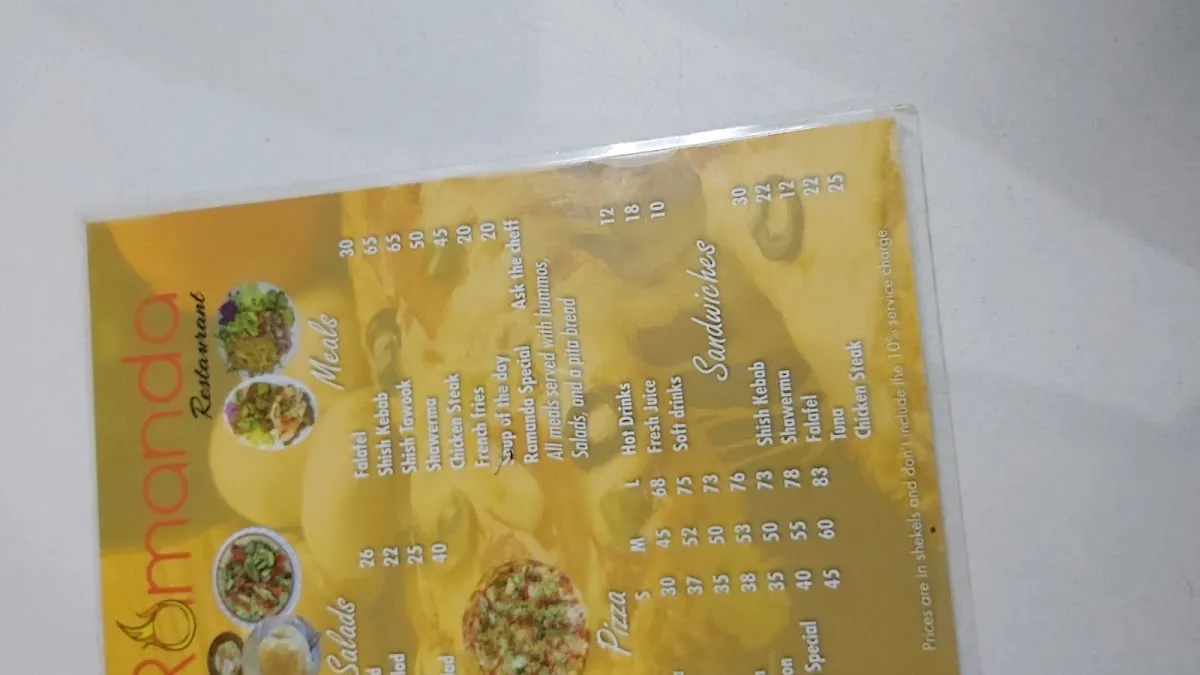 Ramanda
Restaurant
Salads
26
22
25
40
Pizza
S M L
30 45 68
37 52 75
35 50 73
38 53 76
35 50 73
40 55 78
Special 45 60 83
Meals
Falafel 30
Shish Kebab 65
Shish Tawook 65
Shawerma 50
Chicken Steak 45
French Fries 20
Soup of the day 20
Ramanda Special Ask the cheff
All meals served with hummos,
Salads, and a pita bread
Hot Drinks 12
Fresh Juice 18
Soft drinks 10
Sandwiches
Shish Kebab 30
Shawerma 22
Falafel 12
Tuna 22
Chicken Steak 25
Prices are in shekels and don't include the 10% service charge